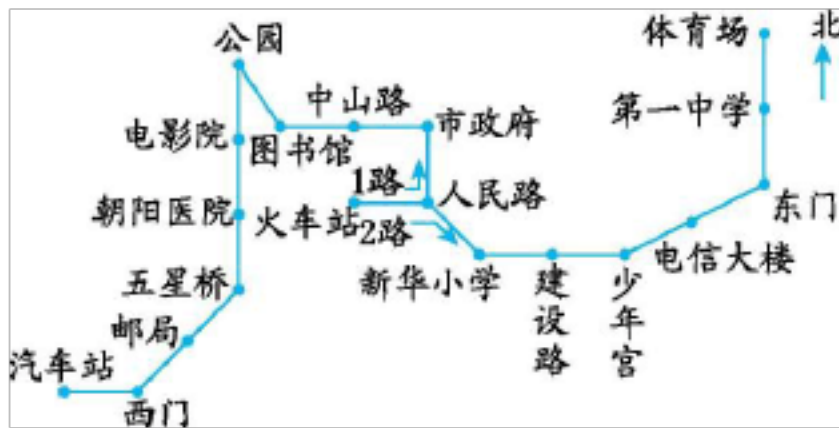 公园
体育场
北
中山路
电影院
图书馆
市政府
第一中学
1路
朝阳医院
火车站
人民路
东门
2路
五星桥
新华小学
建设路
少年宫
电信大楼
邮局
汽车站
西门